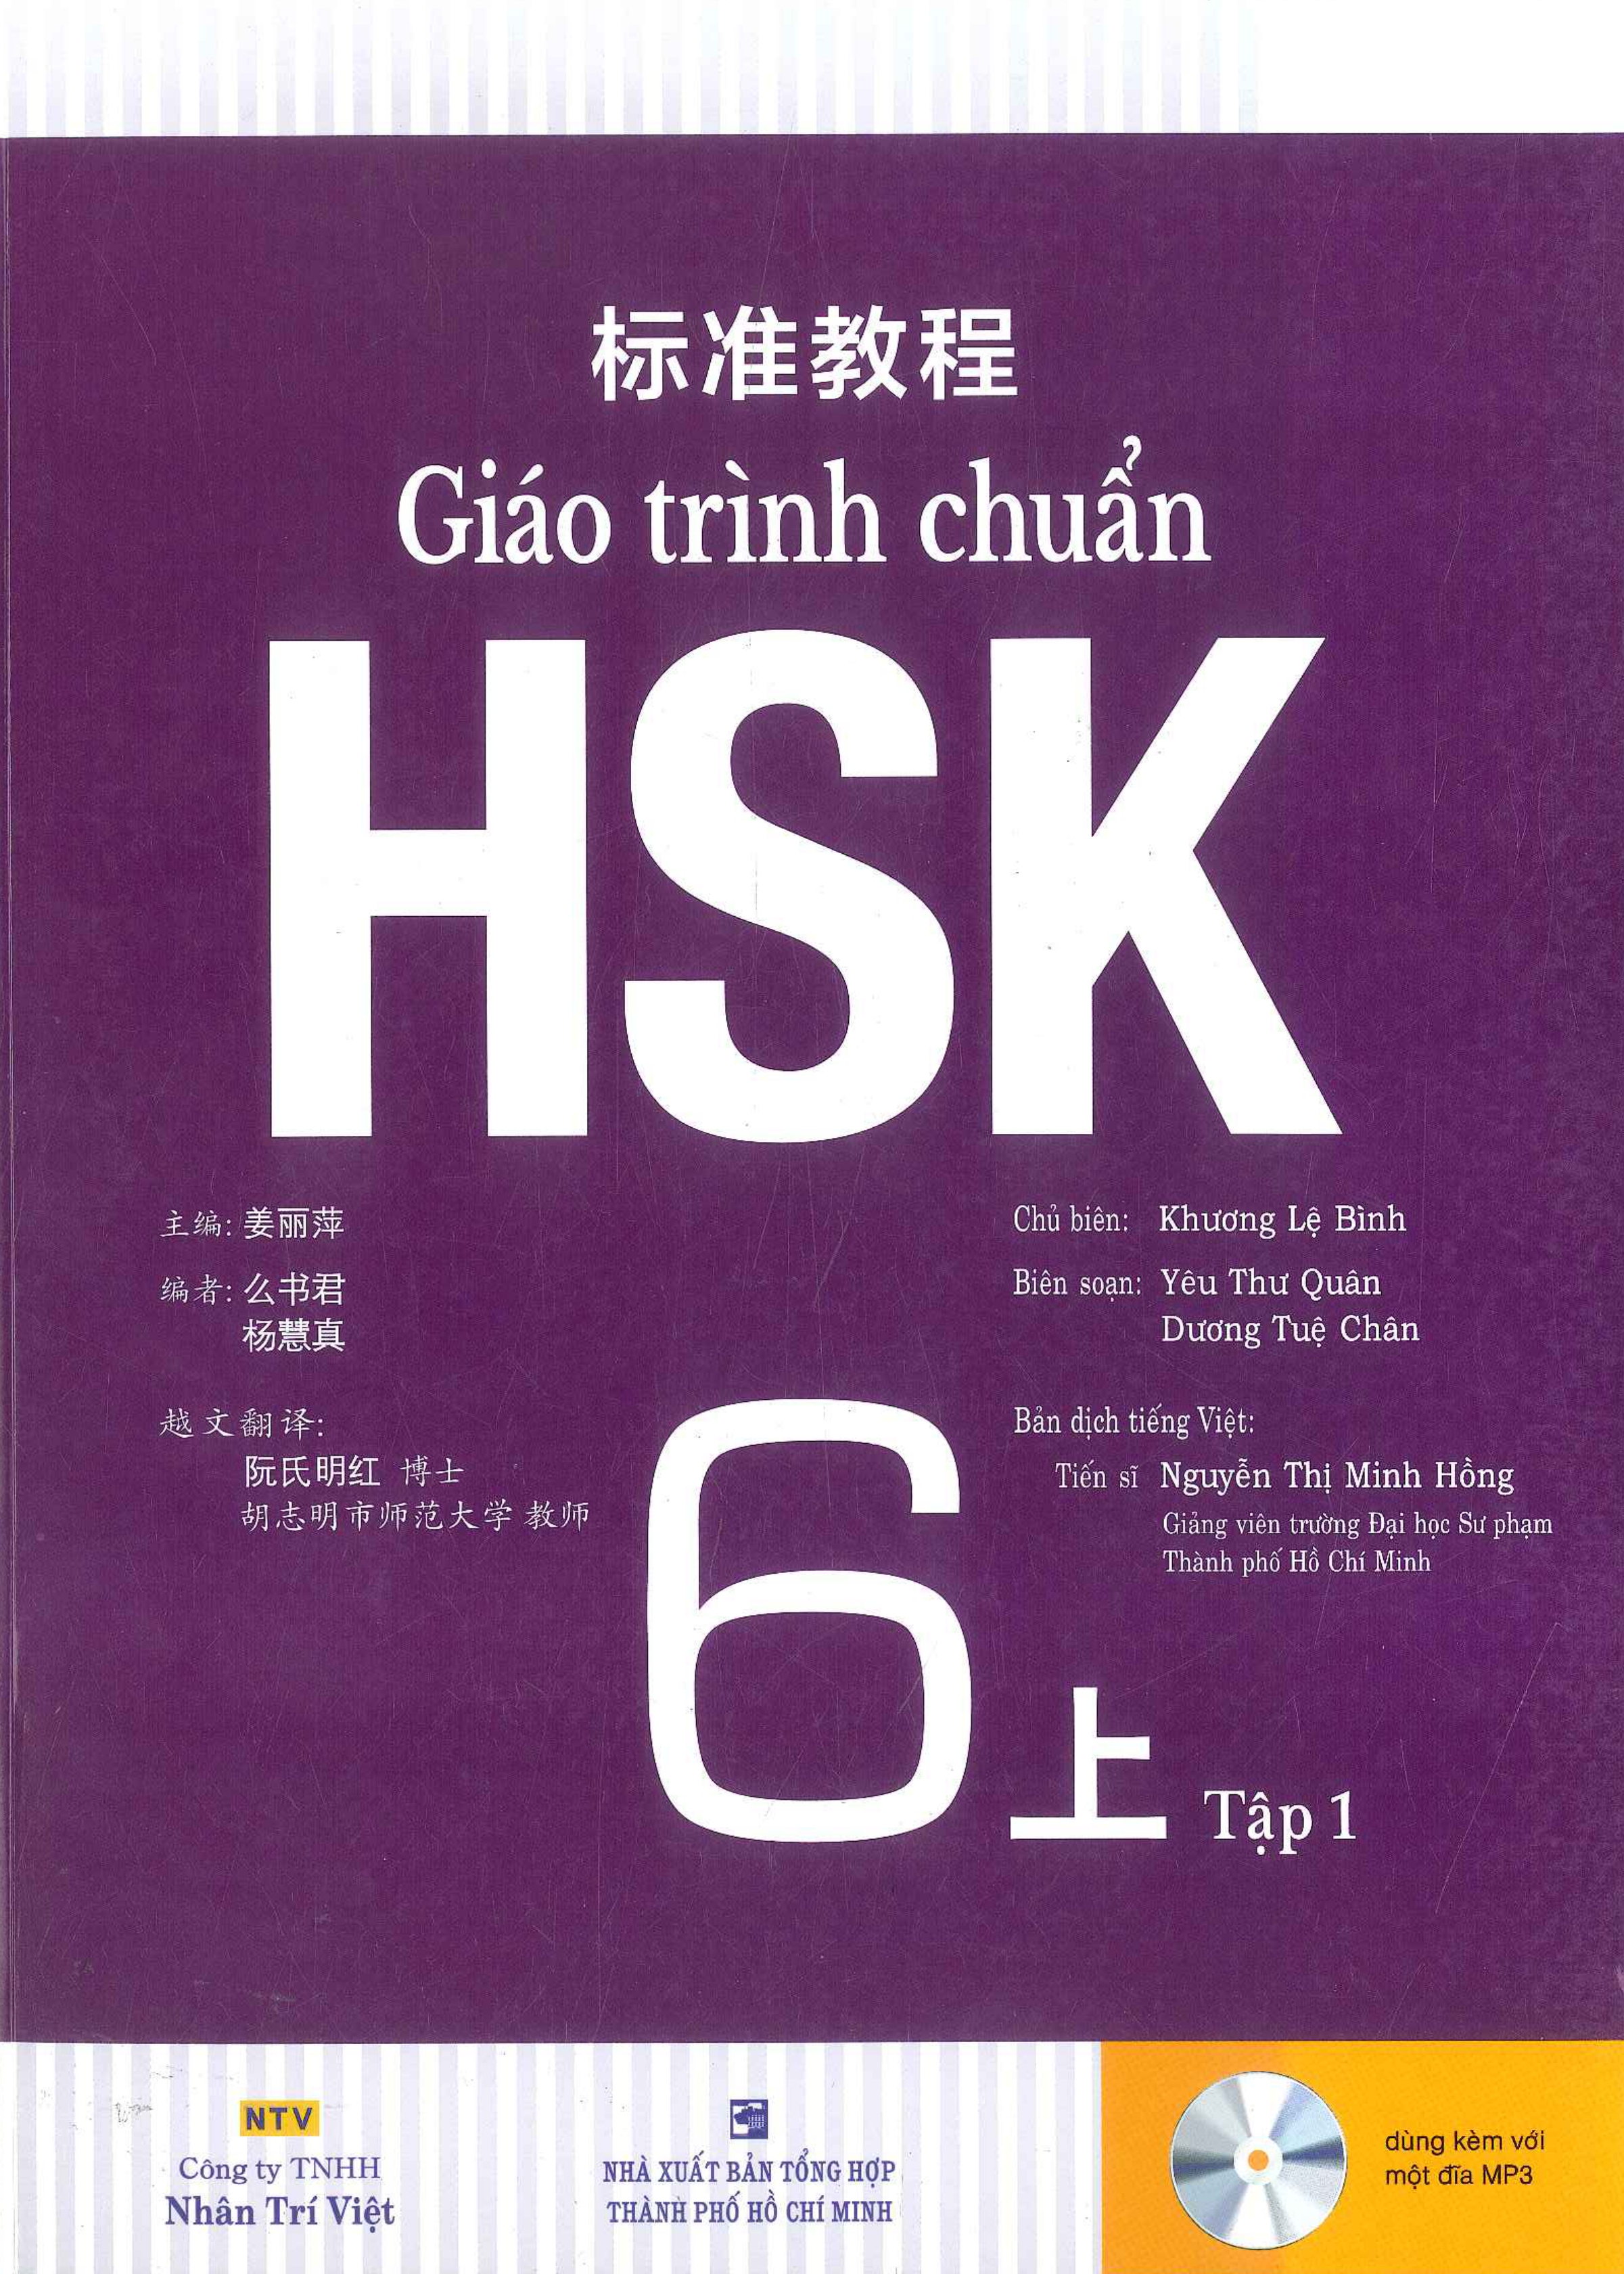 标准教程
Giáo trình chuẩn
HSK
主编: 姜丽萍
编者: 么书君
杨慧真
越文翻译:
阮氏明红 博士
胡志明市师范大学 教师
Chủ biên: Khương Lệ Bình
Biên soạn: Yêu Thư Quân
Dương Tuệ Chân
Bản dịch tiếng Việt:
Tiến sĩ Nguyễn Thị Minh Hồng
Giảng viên trường Đại học Sư phạm
Thành phố Hồ Chí Minh
6上 Tập 1
NTV
Công ty TNHH
Nhân Trí Việt
NHÀ XUẤT BẢN TỔNG HỢP
THÀNH PHỐ HỒ CHÍ MINH
dùng kèm với
một đĩa MP3